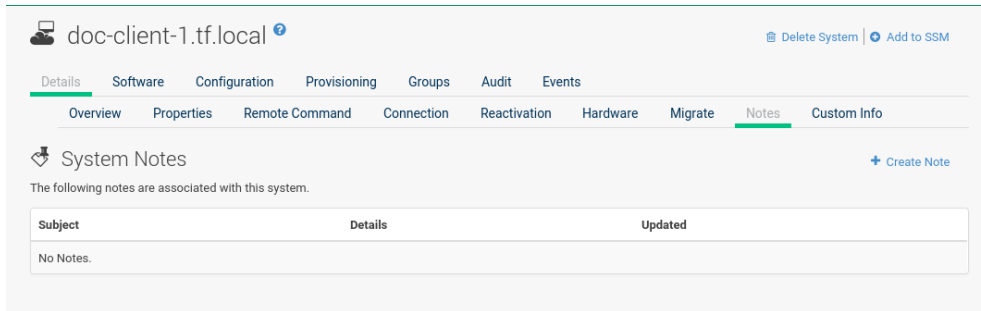 doc-client-1.tf.local ?
Delete System | Add to SSM
Details Software Configuration Provisioning Groups Audit Events
Overview Properties Remote Command Connection Reactivation Hardware Migrate Notes Custom Info
System Notes
+ Create Note
The following notes are associated with this system.
Subject Details Updated
No Notes.